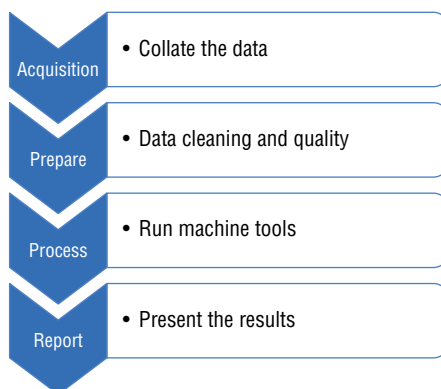 Acquisition
• Collate the data
Prepare
• Data cleaning and quality
Process
• Run machine tools
Report
• Present the results